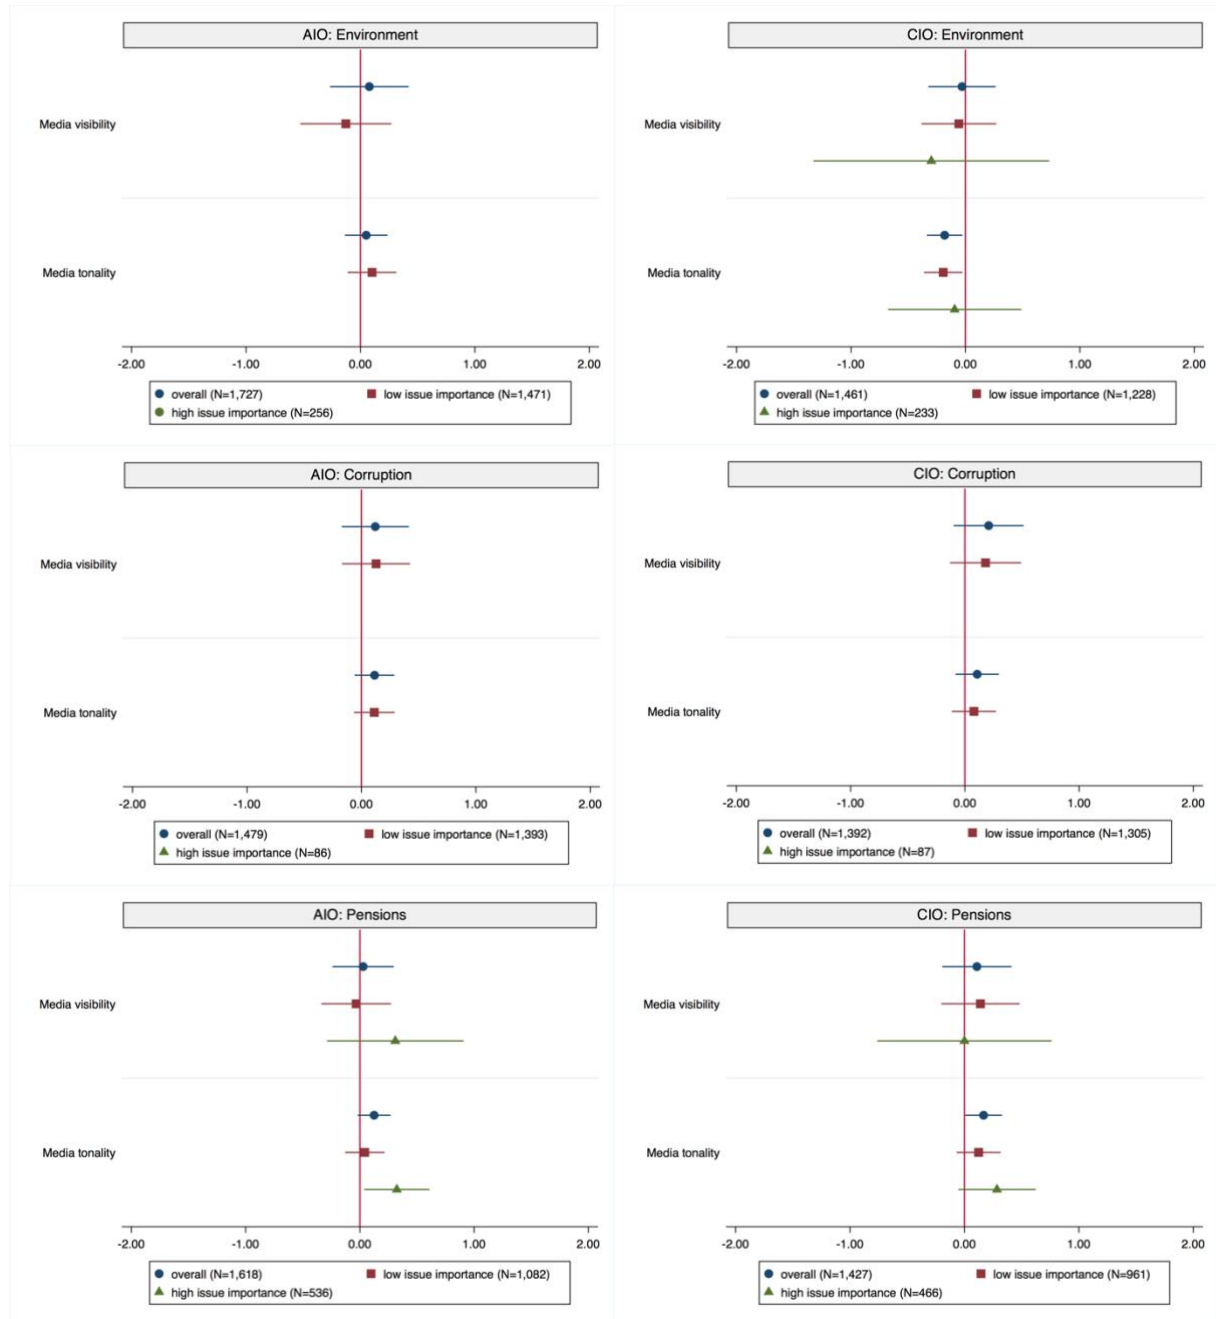 AIO: Environment
Media visibility
Media tonality
-2.00 -1.00 0.00 1.00 2.00
overall (N=1,727) low issue importance (N=1,471)
high issue importance (N=256)
CIO: Environment
Media visibility
Media tonality
-2.00 -1.00 0.00 1.00 2.00
overall (N=1,461) low issue importance (N=1,228)
high issue importance (N=233)
AIO: Corruption
Media visibility
Media tonality
-2.00 -1.00 0.00 1.00 2.00
overall (N=1,479) low issue importance (N=1,393)
high issue importance (N=86)
CIO: Corruption
Media visibility
Media tonality
-2.00 -1.00 0.00 1.00 2.00
overall (N=1,392) low issue importance (N=1,305)
high issue importance (N=87)
AIO: Pensions
Media visibility
Media tonality
-2.00 -1.00 0.00 1.00 2.00
overall (N=1,618) low issue importance (N=1,082)
high issue importance (N=536)
CIO: Pensions
Media visibility
Media tonality
-2.00 -1.00 0.00 1.00 2.00
overall (N=1,427) low issue importance (N=961)
high issue importance (N=466)